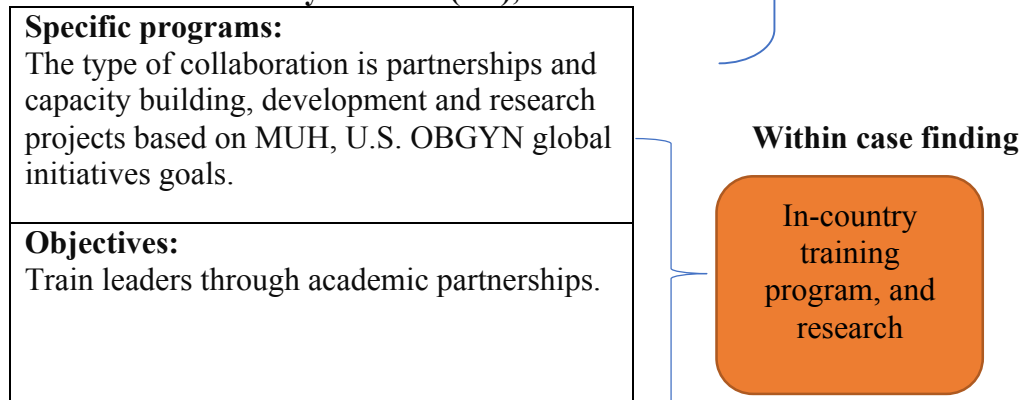 Specific programs:
The type of collaboration is partnerships and
capacity building, development and research
projects based on MUH, U.S. OBGYN global
initiatives goals.
Objectives:
Train leaders through academic partnerships.
Within case finding
In-country
training
program, and
research